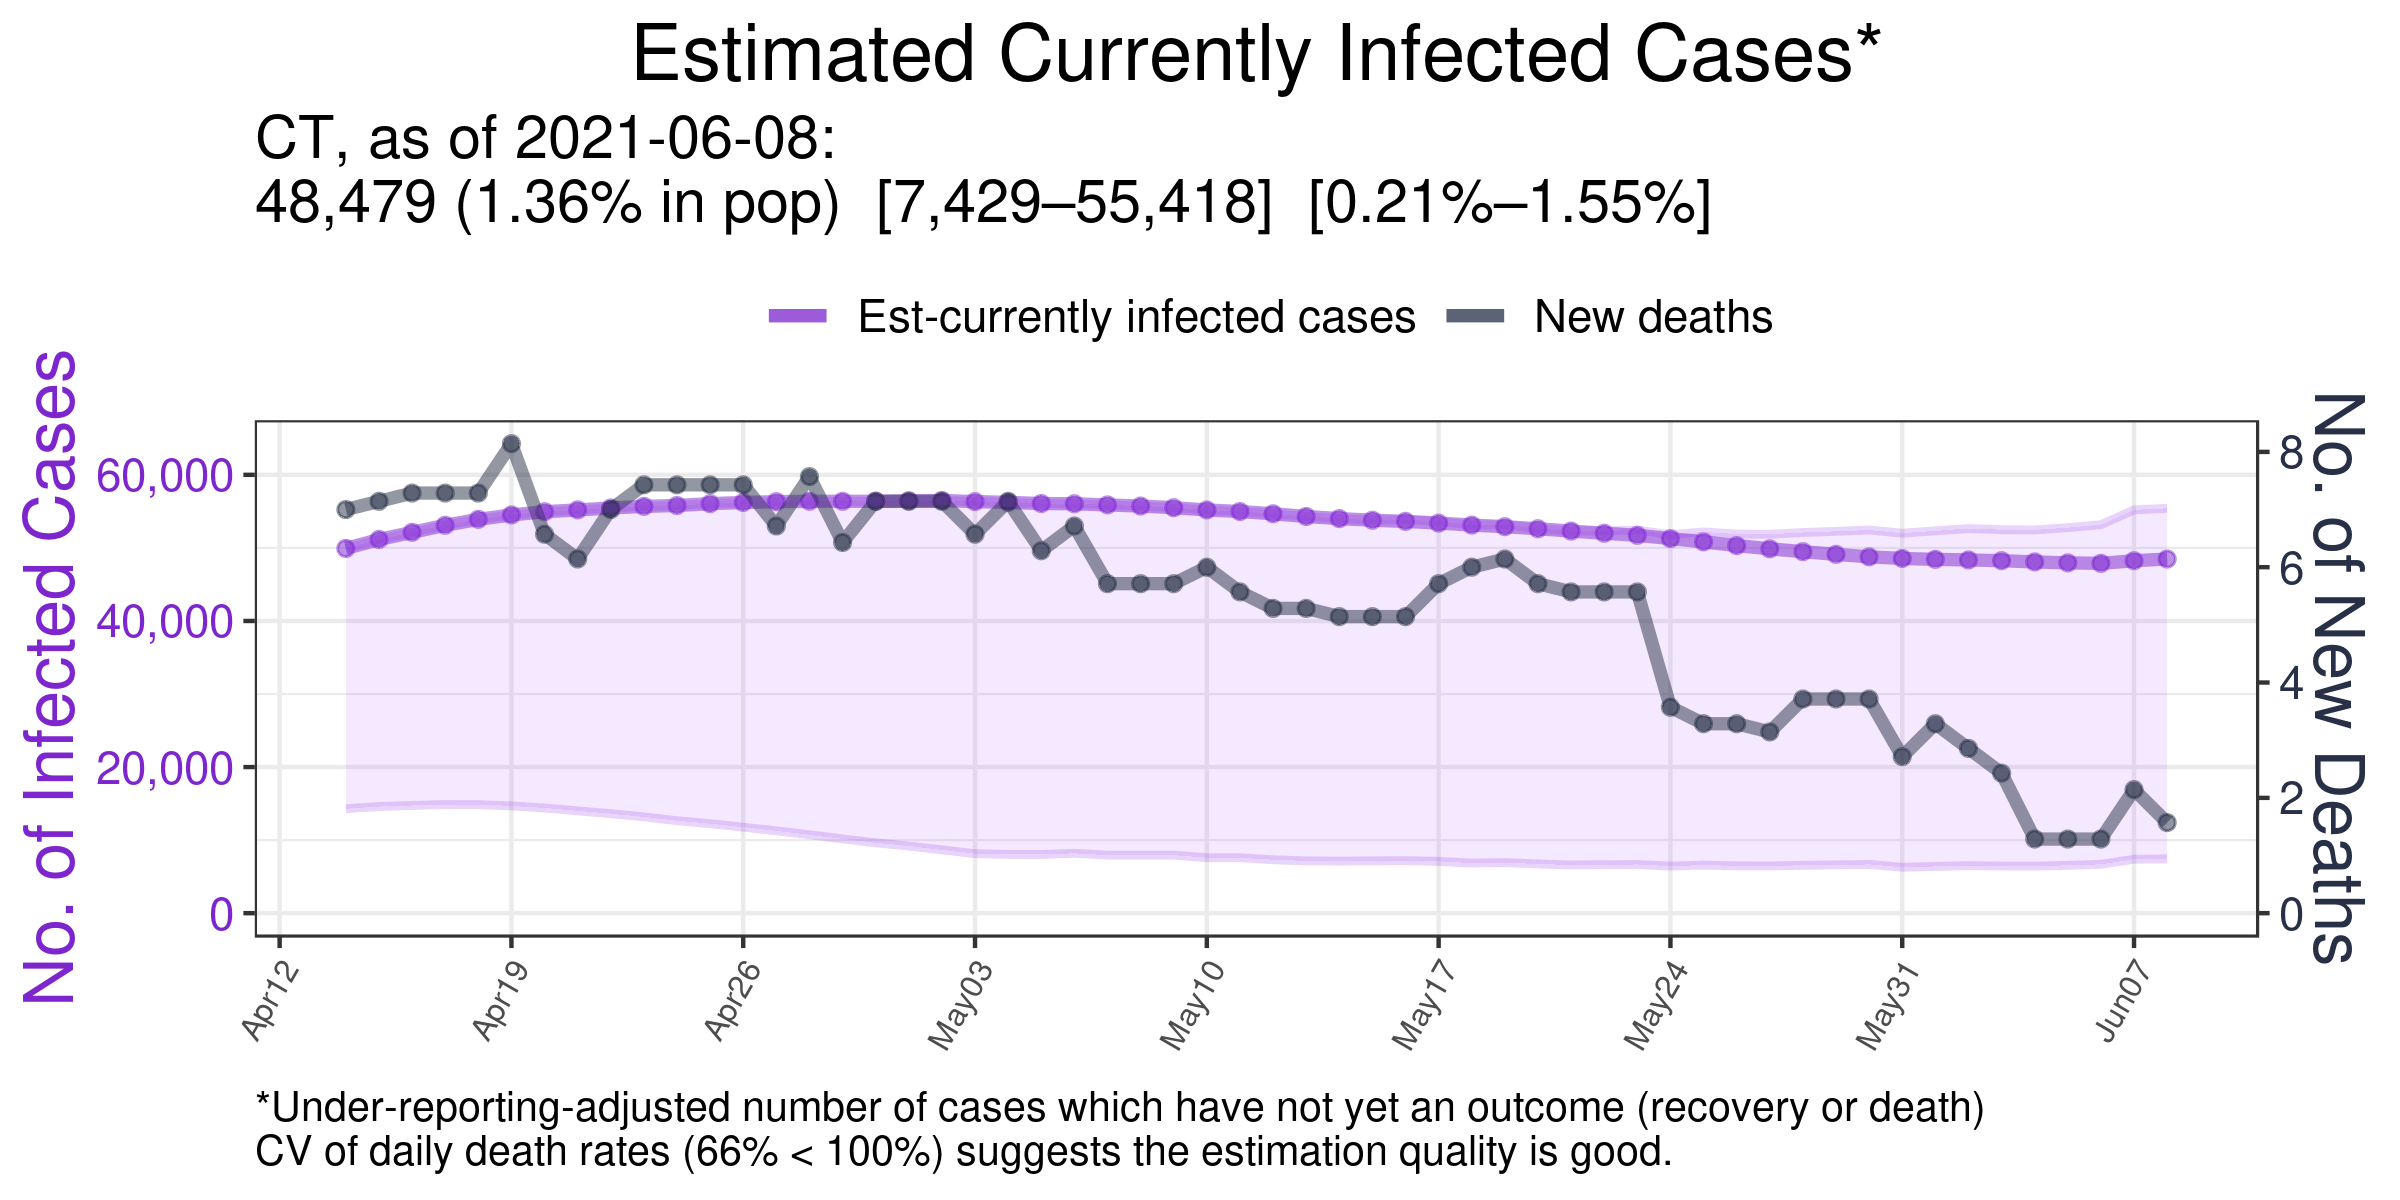 Estimated Currently Infected Cases*
CT, as of 2021-06-08:
48,479 (1.36% in pop)  [7,429–55,418]  [0.21%–1.55%]
Est-currently infected cases
New deaths
No. of Infected Cases
60,000
40,000
20,000
0
8
6
4
2
0
No. of New Deaths
Apr12
Apr19
Apr26
May03
May10
May17
May24
May31
Jun07
*Under-reporting-adjusted number of cases which have not yet an outcome (recovery or death)
CV of daily death rates (66% < 100%) suggests the estimation quality is good.